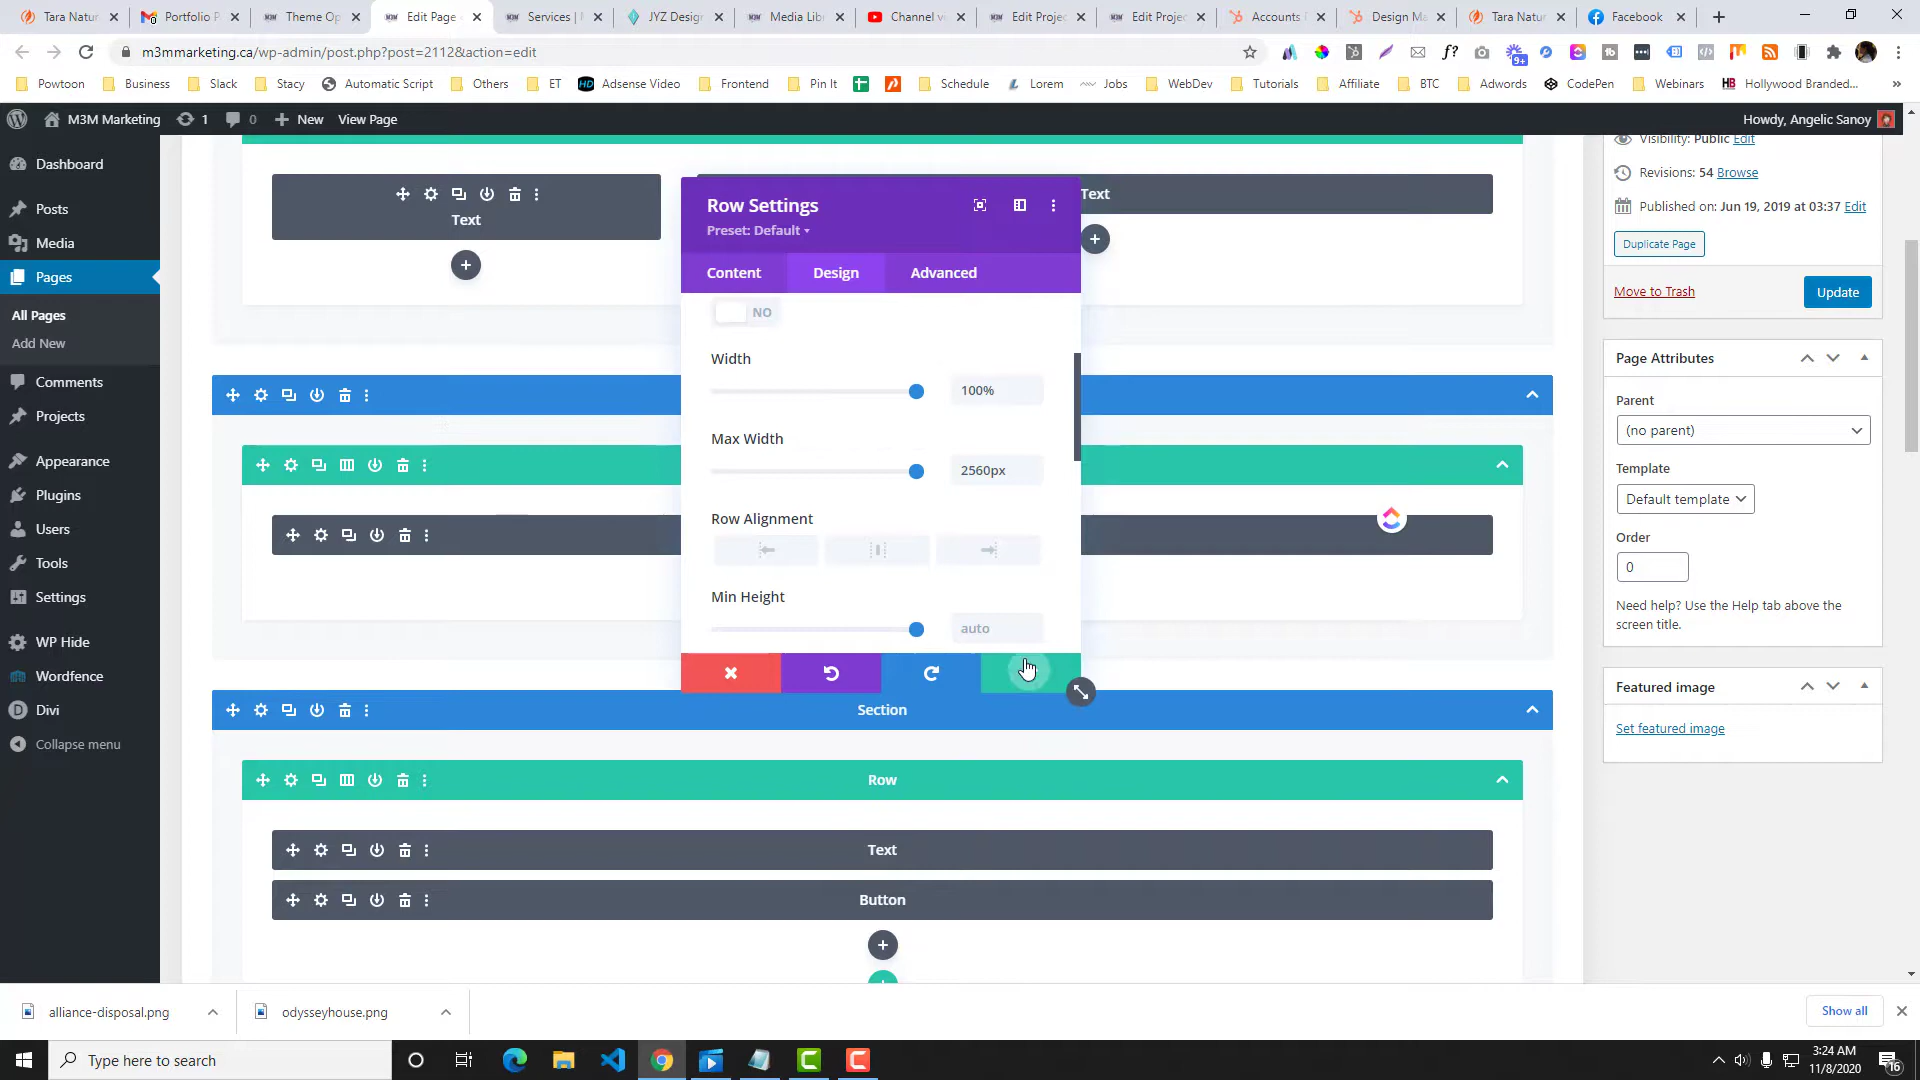 Tara Natur
Portfolio P
Theme Op
Edit Page
Services |
JYZ Design
Media Lib
Channel v
Edit Projec
Edit Projec
Accounts
Design Ma
Tara Natur
Facebook
m3mmarketing.ca/wp-admin/post.php?post=2112&action=edit
f?
9+
Powtoon
Business
Slack
Stacy
Automatic Script
Others
ET
Adsense Video
Frontend
Pin It
Schedule
Lorem
Jobs
WebDev
Tutorials
Affiliate
BTC
Adwords
CodePen
Webinars
HB
Hollywood Branded...
M3M Marketing
1
0
New
View Page
Howdy, Angelic Sanoy
Dashboard
Posts
Media
Pages
All Pages
Add New
Comments
Projects
Appearance
Plugins
Users
Tools
Settings
WP Hide
Wordfence
Divi
Collapse menu
Text
Text
Row Settings
Preset: Default
Content
Design
Advanced
NO
Width
100%
Max Width
2560px
Row Alignment
Min Height
auto
Section
Row
Text
Button
Visibility: Public Edit
Revisions: 54 Browse
Published on: Jun 19, 2019 at 03:37 Edit
Duplicate Page
Move to Trash
Update
Page Attributes
Parent
(no parent)
Template
Default template
Order
0
Need help? Use the Help tab above the
screen title.
Featured image
Set featured image
alliance-disposal.png
odysseyhouse.png
Show all
Type here to search
3:24 AM
11/8/2020
16